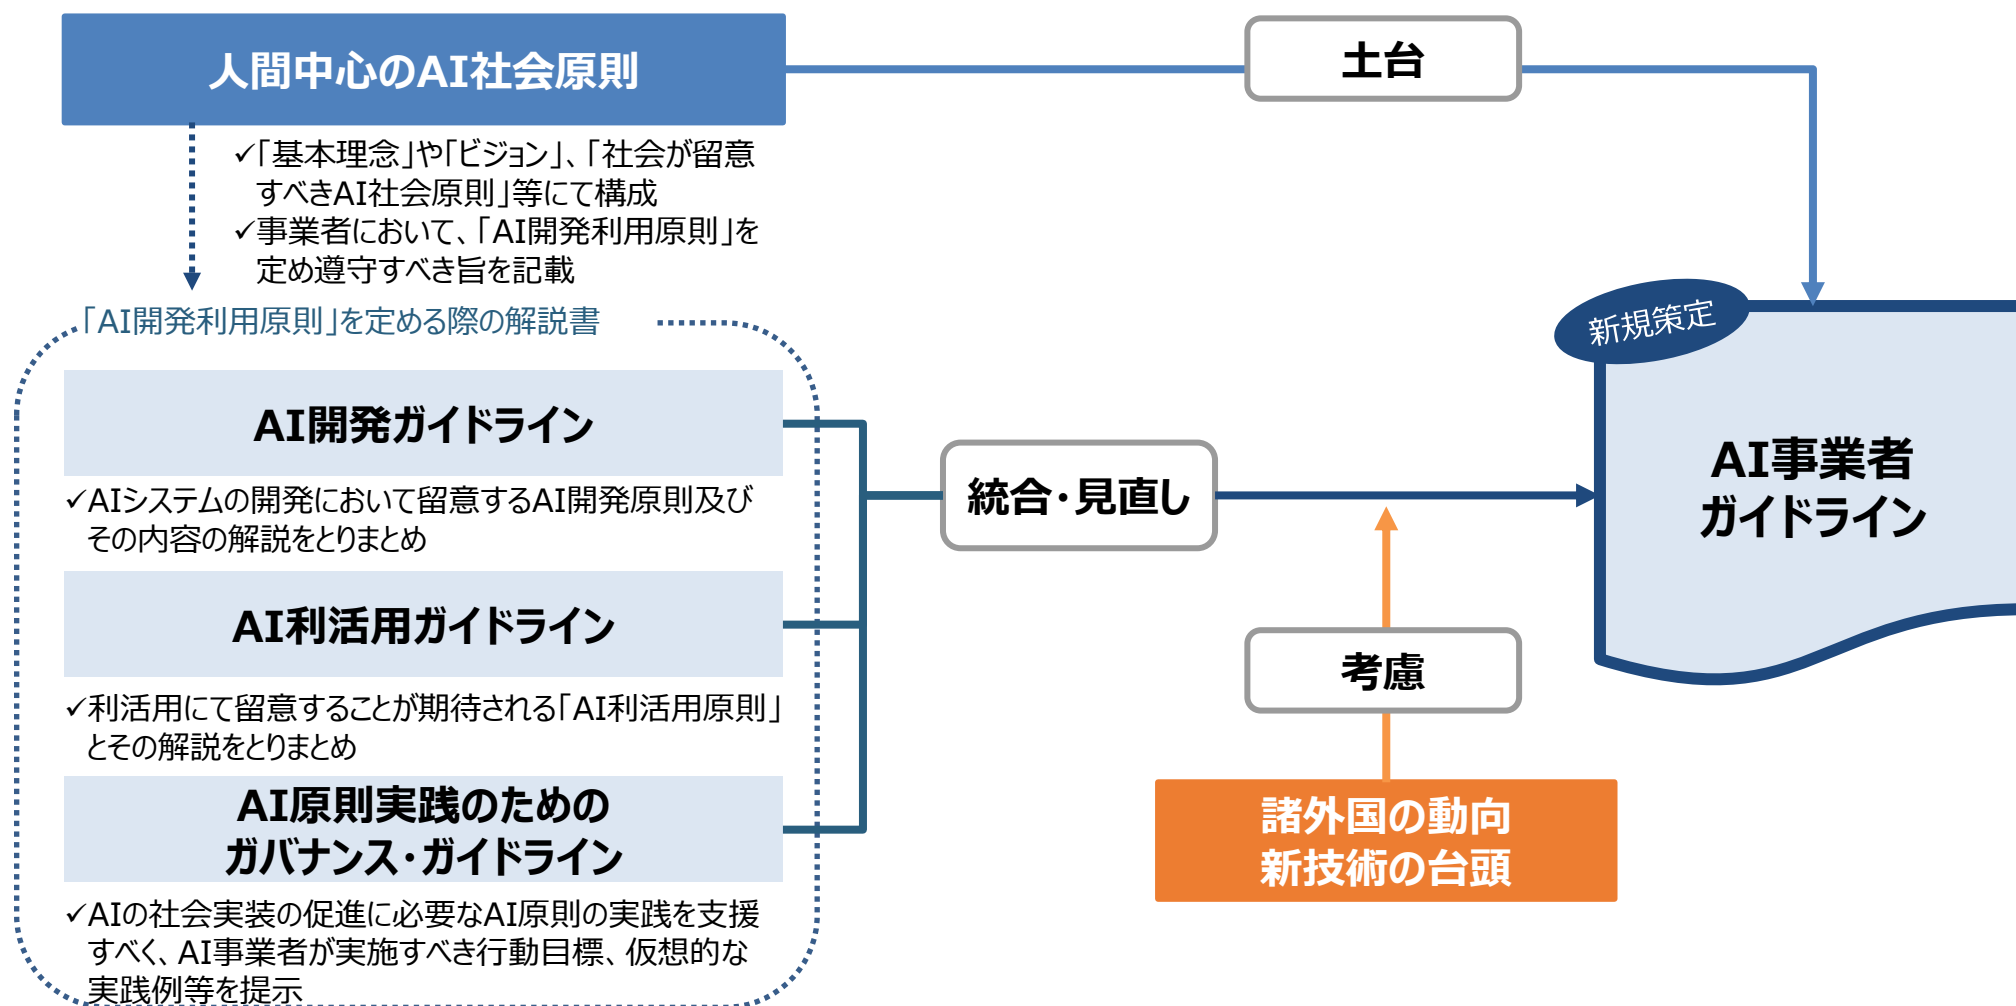 人間中心のAI社会原則
土台
✓「基本理念」や「ビジョン」、「社会が留意
すべきAI社会原則」等にて構成
✓事業者において、「AI開発利用原則」を
定め遵守すべき旨を記載
「AI開発利用原則」を定める際の解説書
新規策定
AI開発ガイドライン
✓AIシステムの開発において留意するAI開発原則及び
その内容の解説をとりまとめ
AI利活用ガイドライン
✓利活用にて留意することが期待される「AI利活用原則」
とその解説をとりまとめ
AI原則実践のための
ガバナンス・ガイドライン
✓AIの社会実装の促進に必要なAI原則の実践を支援
すべく、AI事業者が実施すべき行動目標、仮想的な
実践例等を提示
統合・見直し
考慮
諸外国の動向
新技術の台頭
AI事業者
ガイドライン